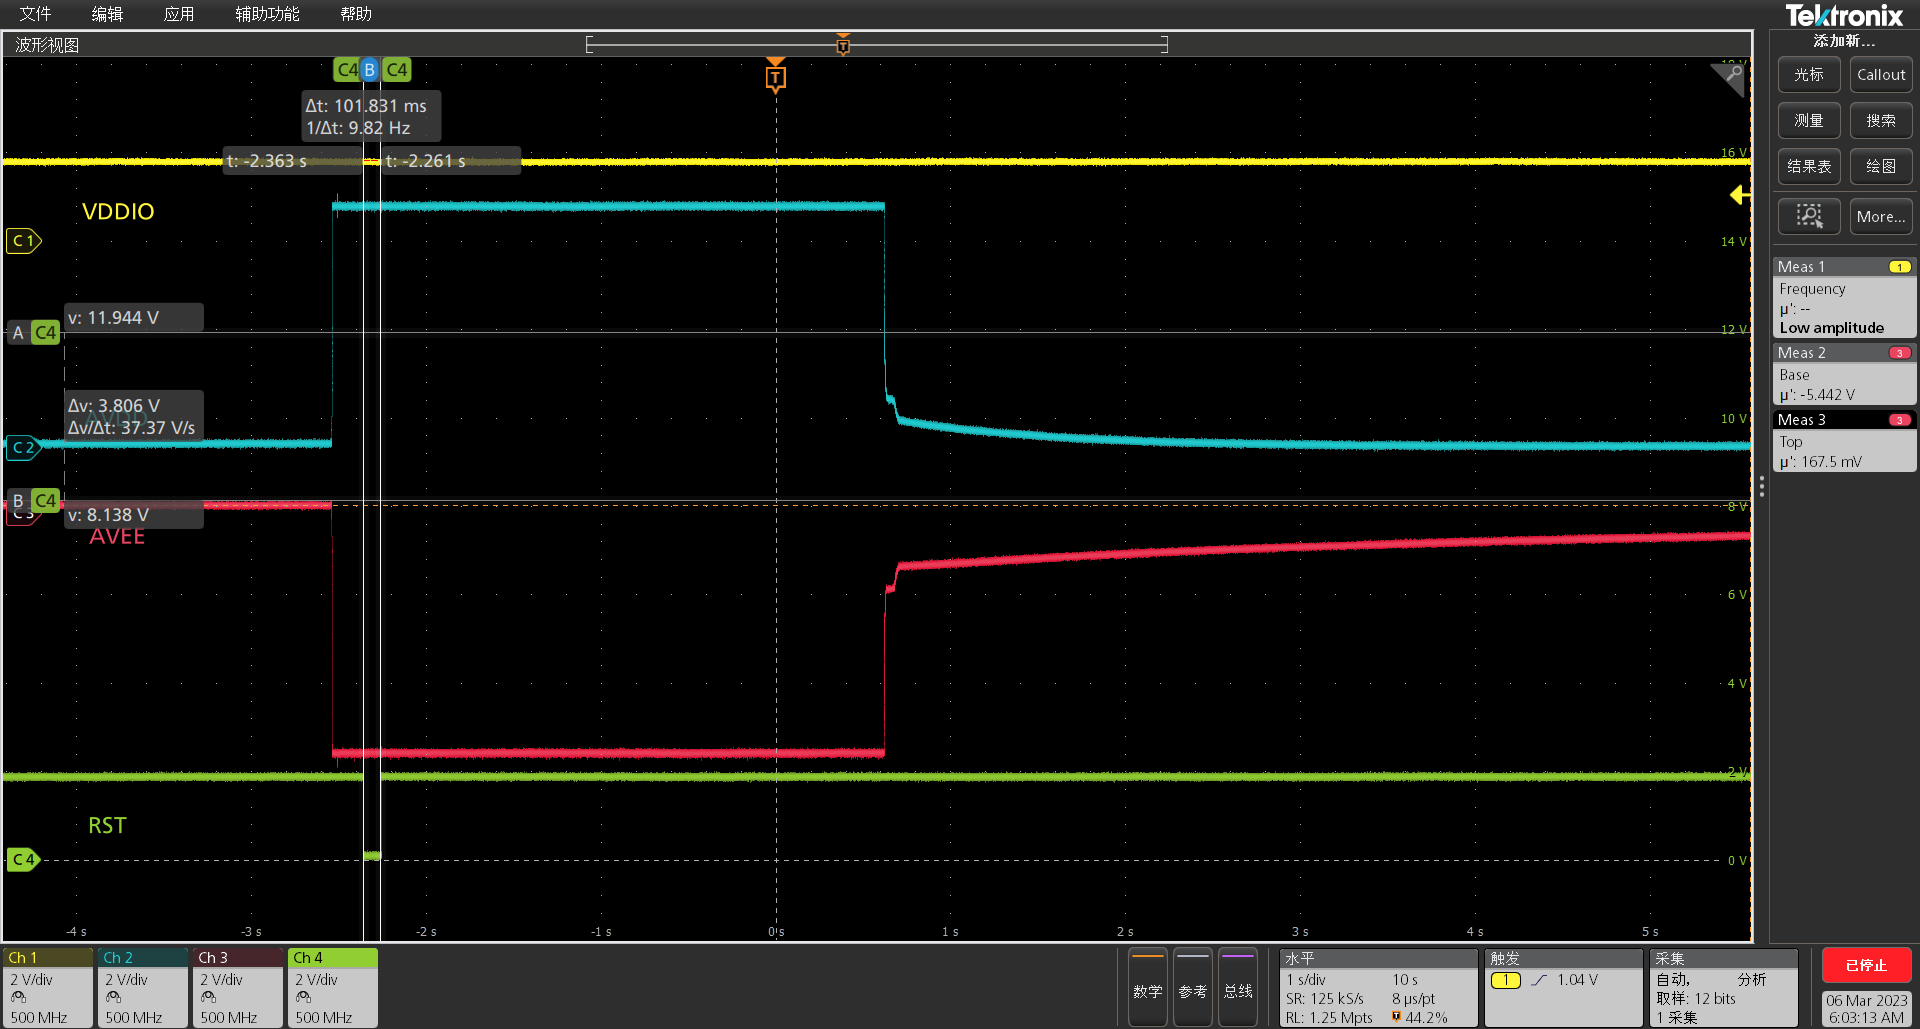 文件 编辑 应用 辅助功能 帮助
Tektronix
波形视图
添加新...
T
C4 B C4
T
光标 Callout
测量 搜索
结果表 绘图
More...
Δt: 101.831 ms
1/Δt: 9.82 Hz
t: -2.363 s
t: -2.261 s
18 V
16 V
14 V
12 V
10 V
8 V
6 V
4 V
2 V
0 V
VDDIO
C 1
v: 11.944 V
A C4
AVDD
Δv: 3.806 V
Δv/Δt: 37.37 V/s
C 2
B C4
C 3
v: 8.138 V
AVEE
RST
C 4
-4 s -3 s -2 s -1 s 0 s 1 s 2 s 3 s 4 s 5 s
Meas 1 1
Frequency
µ': --
Low amplitude
Meas 2 3
Base
µ': -5.442 V
Meas 3 3
Top
µ': 167.5 mV
Ch 1
2 V/div
500 MHz
Ch 2
2 V/div
500 MHz
Ch 3
2 V/div
500 MHz
Ch 4
2 V/div
500 MHz
数学 参考 总线
水平
1 s/div 10 s
SR: 125 kS/s 8 µs/pt
RL: 1.25 Mpts T 44.2%
触发
1 1.04 V
采集
自动, 分析
取样: 12 bits
1 采集
已停止
06 Mar 2023
6:03:13 AM